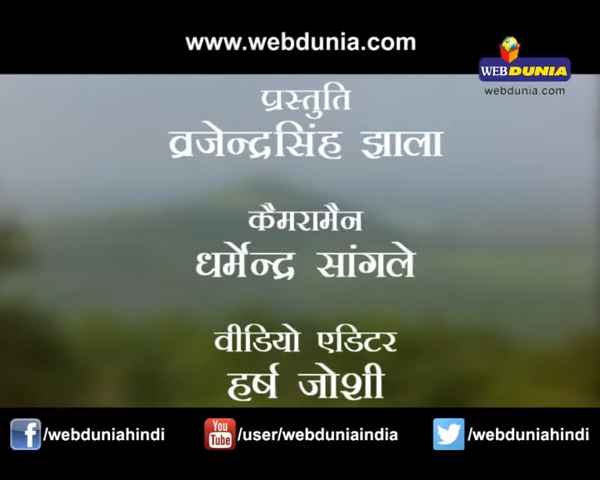 www.webdunia.com
WEBDUNIA
webdunia.com
प्रस्तुति
व्रजेन्द्रसिंह झाला
कैमरामैन
धर्मेन्द्र सांगले
वीडियो एडिटर
हर्ष जोशी
f /webduniahindi You Tube /user/webduniaindia /webduniahindi